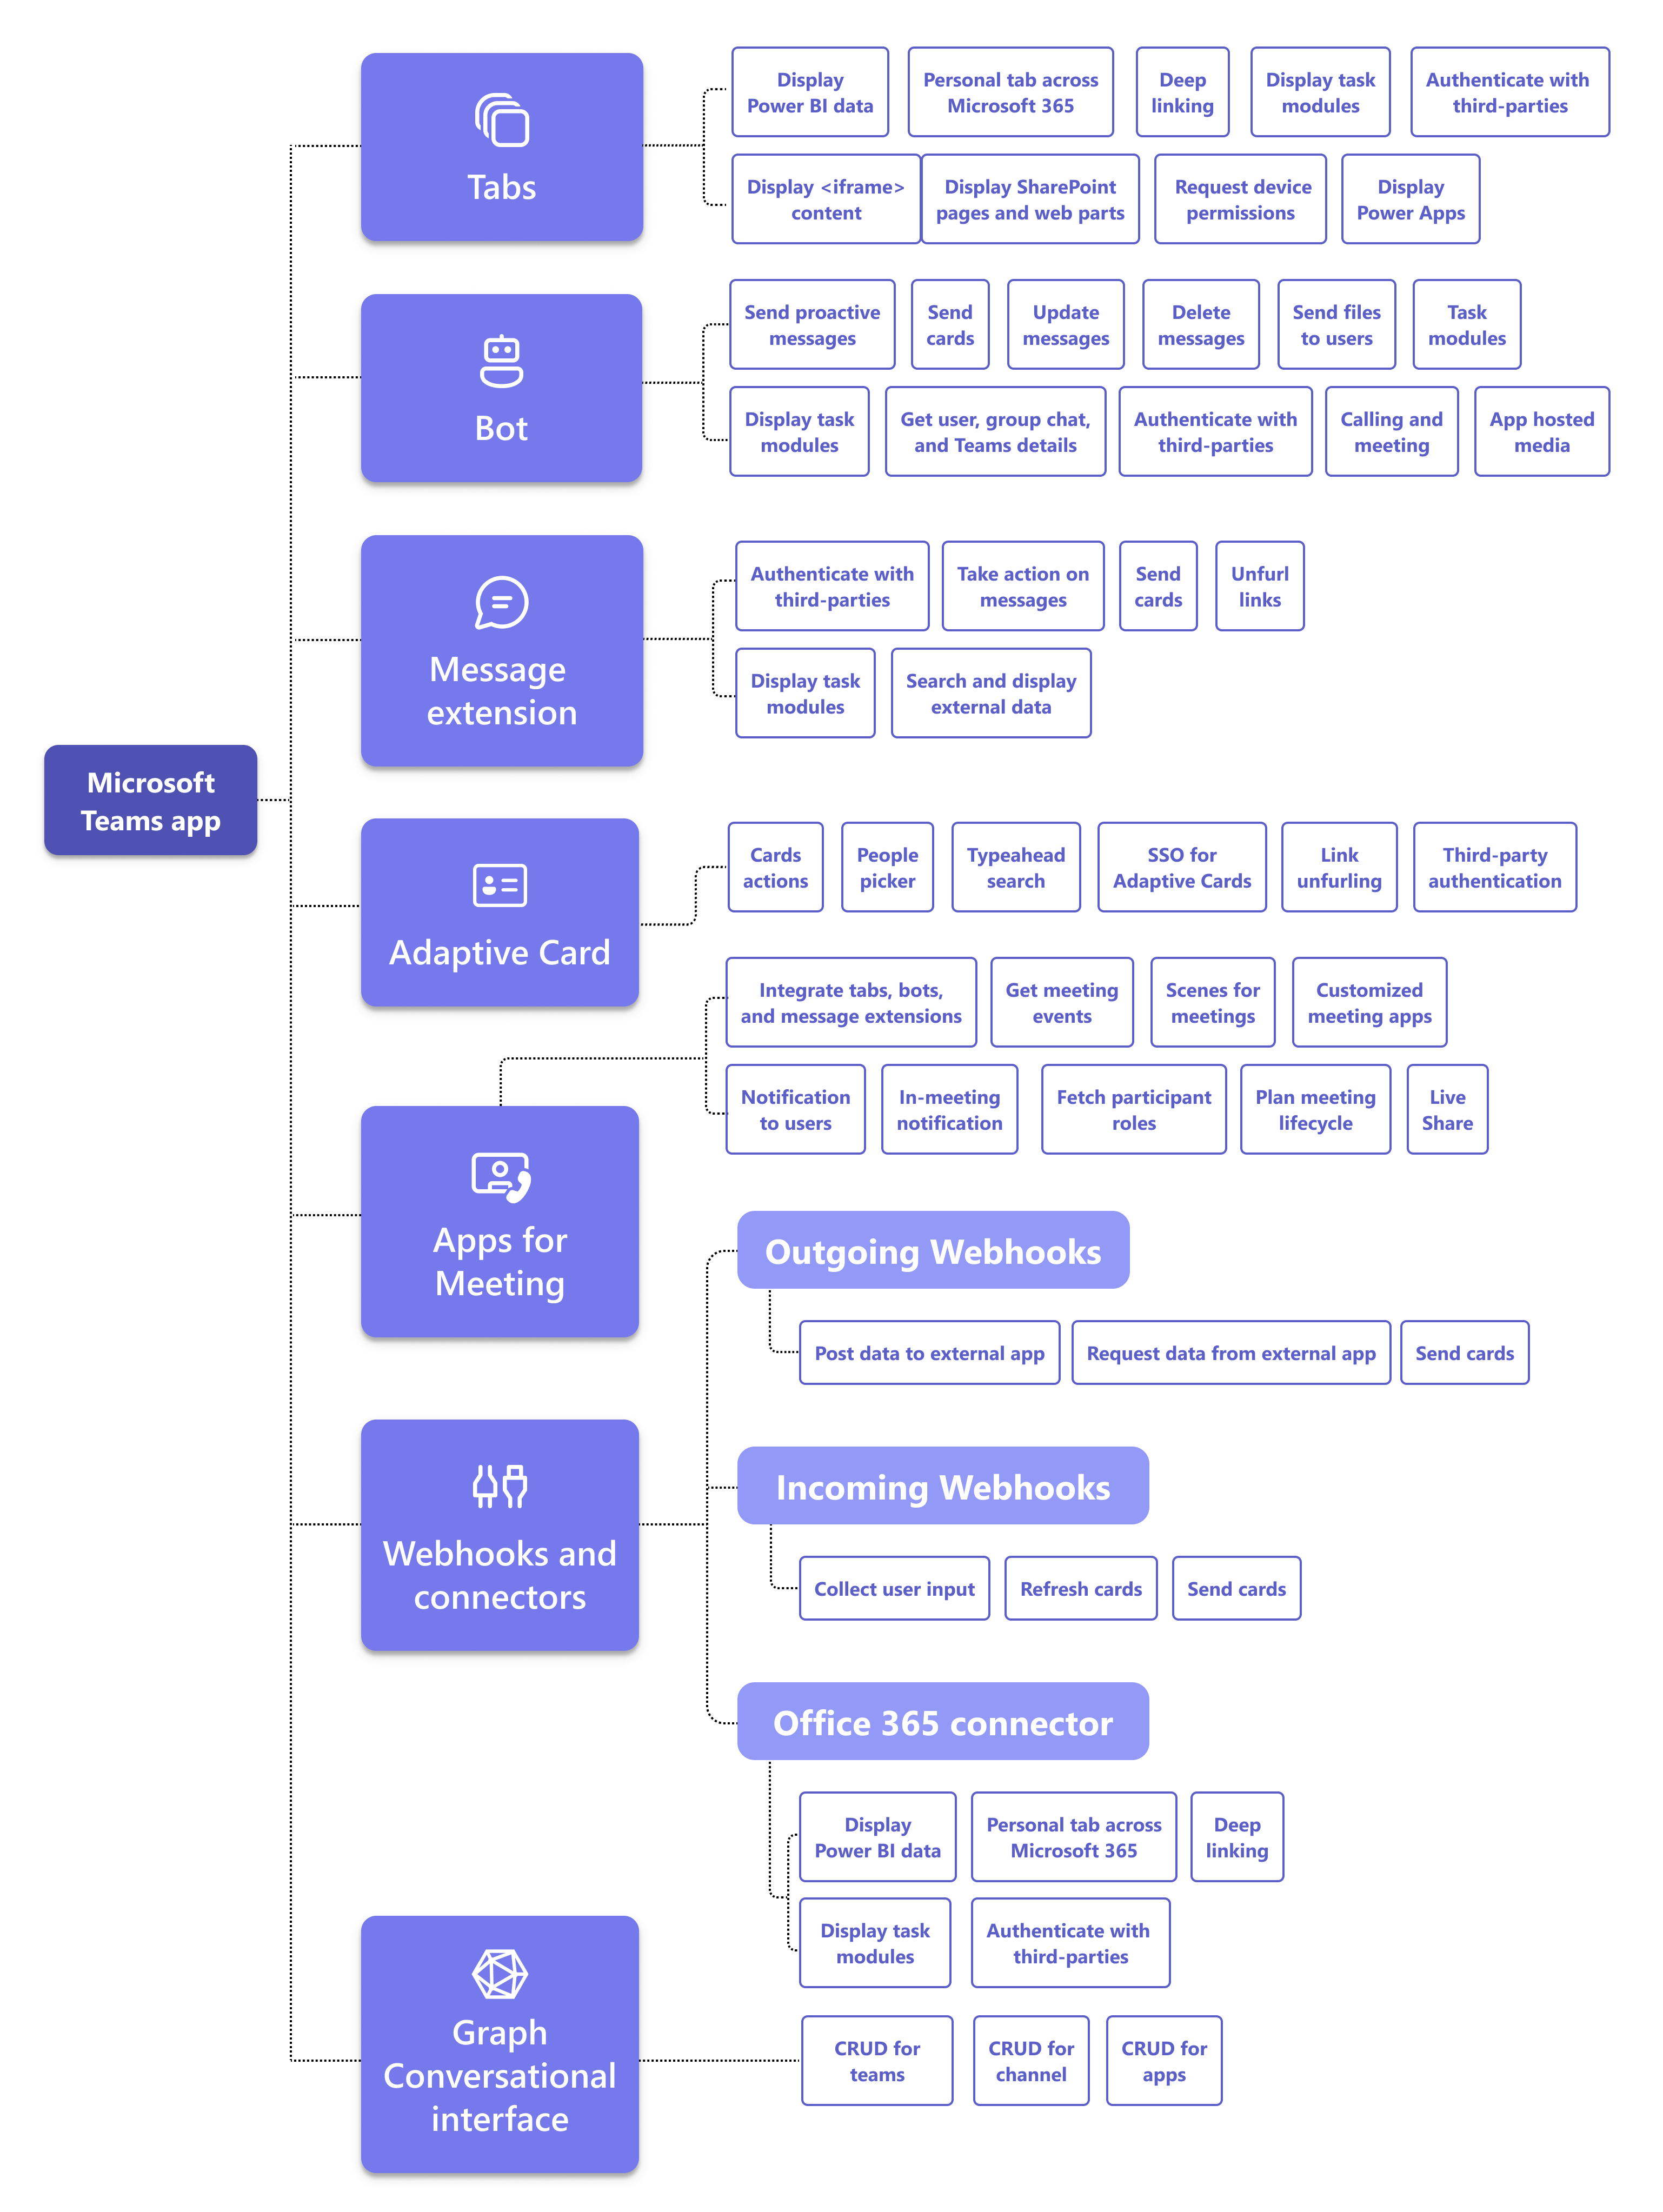 Microsoft
Teams app
Tabs
Display
Power BI data
Personal tab across
Microsoft 365
Deep
linking
Display task
modules
Authenticate with
third-parties
Display <iframe>
content
Display SharePoint
pages and web parts
Request device
permissions
Display
Power Apps
Bot
Send proactive
messages
Send
cards
Update
messages
Delete
messages
Send files
to users
Task
modules
Display task
modules
Get user, group chat,
and Teams details
Authenticate with
third-parties
Calling and
meeting
App hosted
media
Message
extension
Authenticate with
third-parties
Take action on
messages
Send
cards
Unfurl
links
Display task
modules
Search and display
external data
Adaptive Card
Cards
actions
People
picker
Typeahead
search
SSO for
Adaptive Cards
Link
unfurling
Third-party
authentication
Apps for
Meeting
Integrate tabs, bots,
and message extensions
Get meeting
events
Scenes for
meetings
Customized
meeting apps
Notification
to users
In-meeting
notification
Fetch participant
roles
Plan meeting
lifecycle
Live
Share
Webhooks and
connectors
Outgoing Webhooks
Post data to external app
Request data from external app
Send cards
Incoming Webhooks
Collect user input
Refresh cards
Send cards
Office 365 connector
Display
Power BI data
Personal tab across
Microsoft 365
Deep
linking
Display task
modules
Authenticate with
third-parties
Graph
Conversational
interface
CRUD for
teams
CRUD for
channel
CRUD for
apps